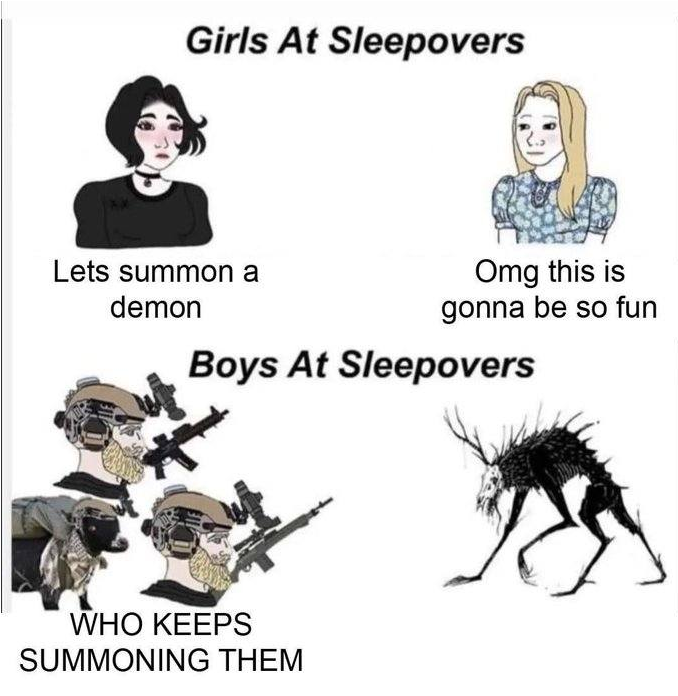 Girls At Sleepovers
Lets summon a
demon
Omg this is
gonna be so fun
Boys At Sleepovers
WHO KEEPS
SUMMONING THEM